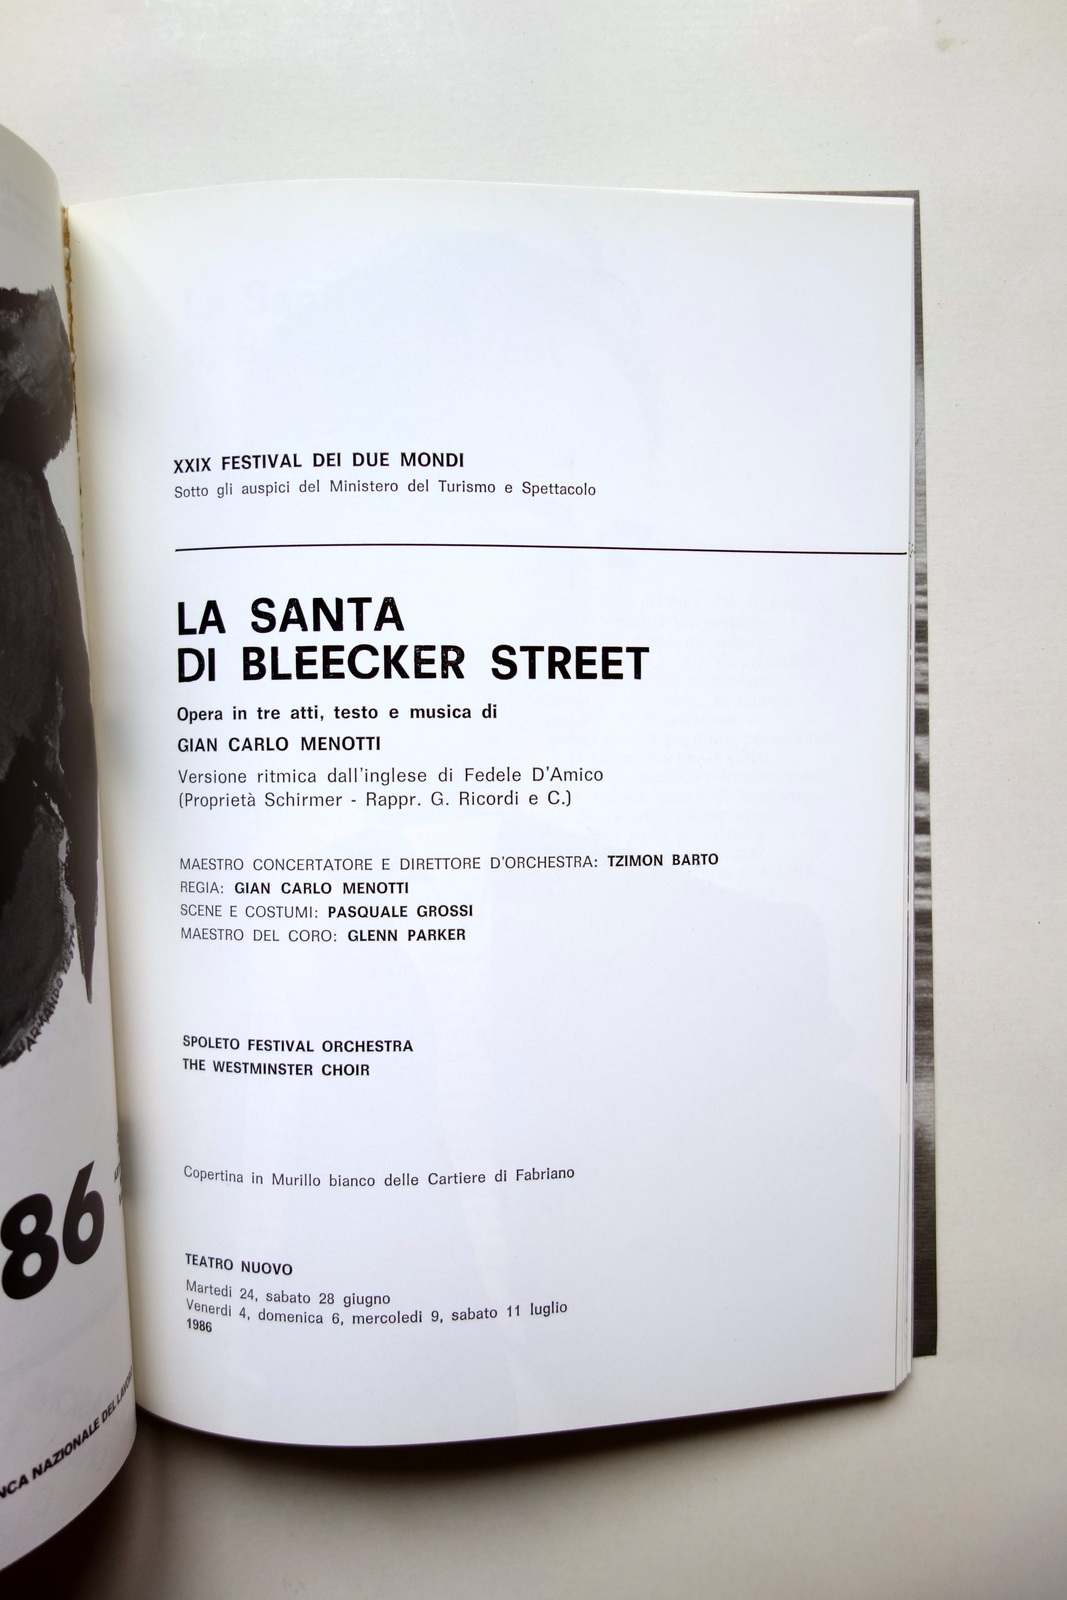 ARMANDO
86
NCA NAZIONALE DEL LAVORO
XXIX FESTIVAL DEI DUE MONDI
Sotto gli auspici del Ministero del Turismo e Spettacolo
LA SANTA
DI BLEECKER STREET
Opera in tre atti, testo e musica di
GIAN CARLO MENOTTI
Versione ritmica dall'inglese di Fedele D'Amico
(Proprietà Schirmer - Rappr. G. Ricordi e C.)
MAESTRO CONCERTATORE E DIRETTORE D'ORCHESTRA: TZIMON BARTO
REGIA: GIAN CARLO MENOTTI
SCENE E COSTUMI: PASQUALE GROSSI
MAESTRO DEL CORO: GLENN PARKER
SPOLETO FESTIVAL ORCHESTRA
THE WESTMINSTER CHOIR
Copertina in Murillo bianco delle Cartiere di Fabriano
TEATRO NUOVO
Martedì 24, sabato 28 giugno
Venerdì 4, domenica 6, mercoledì 9, sabato 11 luglio
1986